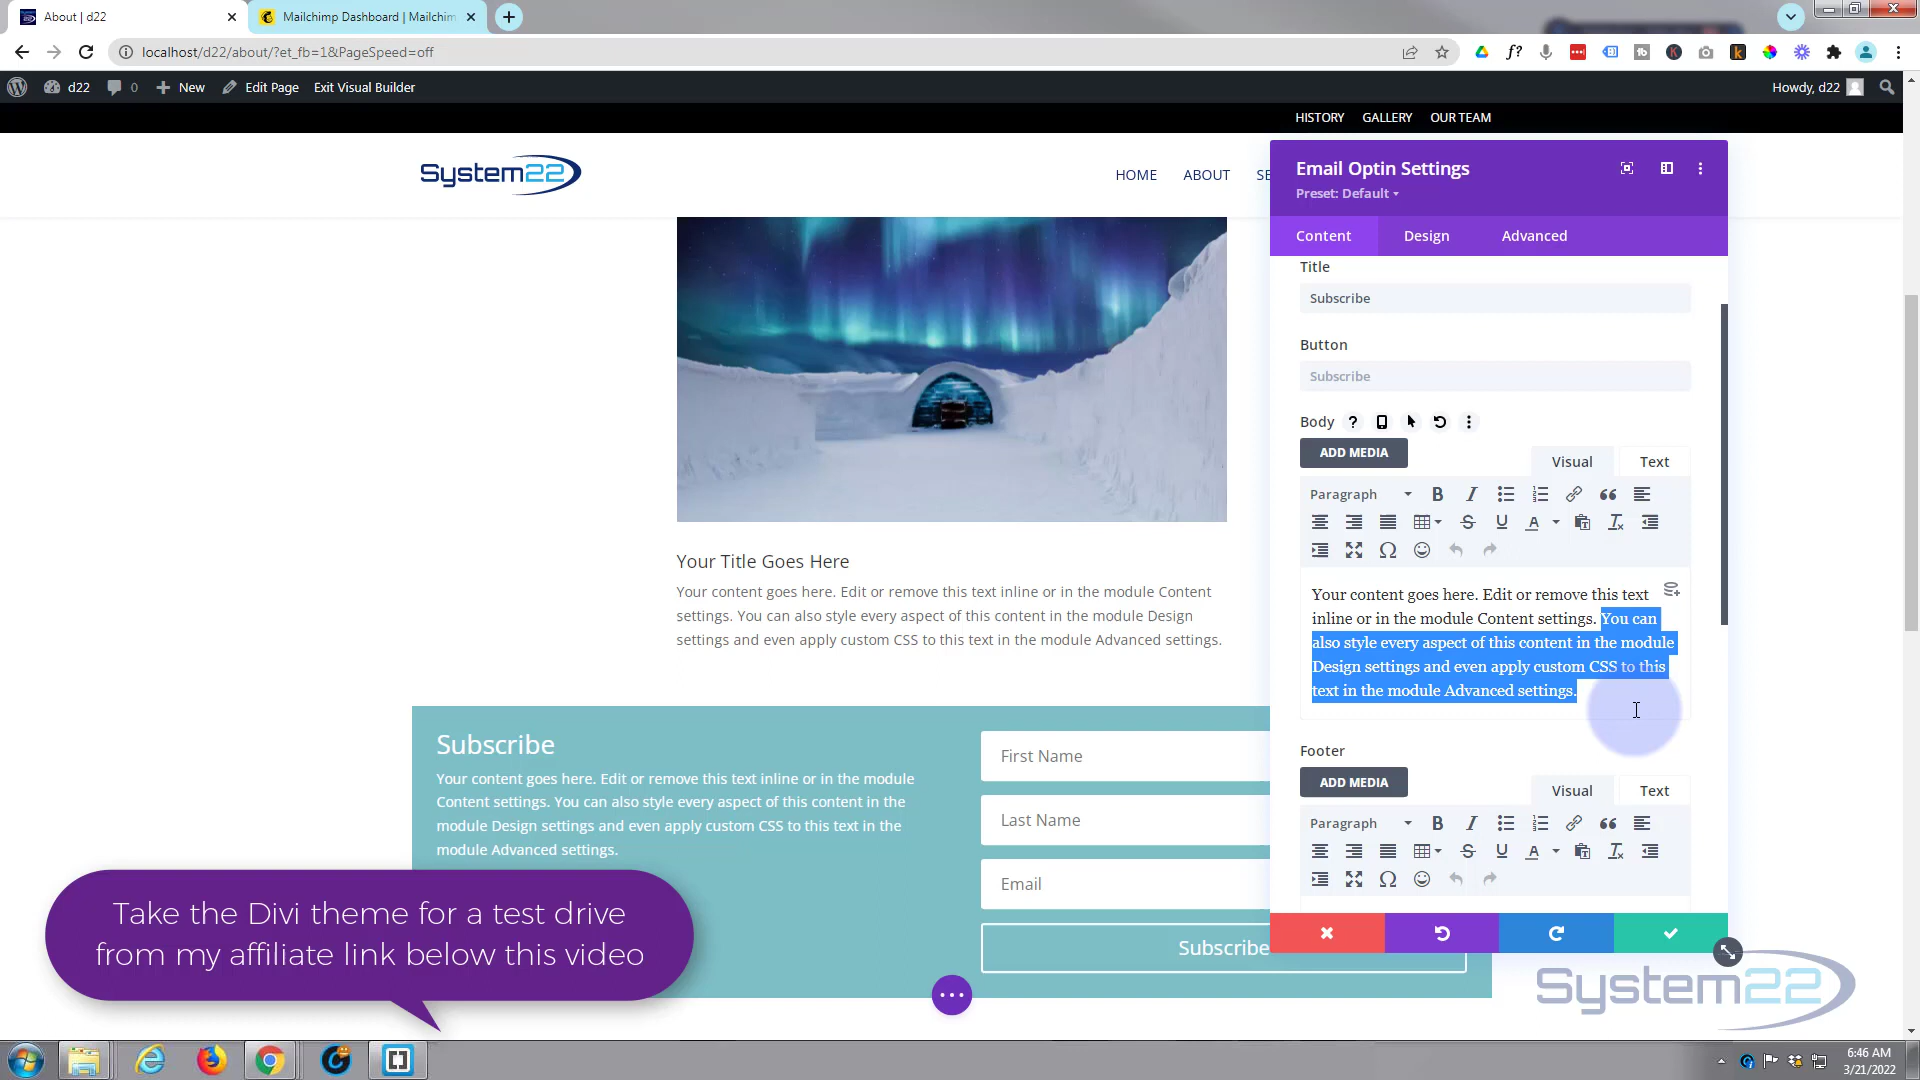 About | d22
Mailchimp Dashboard | Mailchim
localhost/d22/about/?et_fb=1&PageSpeed=off
d22
0
New
Edit Page
Exit Visual Builder
Howdy, d22
HISTORY
GALLERY
OUR TEAM
System22
HOME
ABOUT
SE
Email Optin Settings
Preset: Default
Content
Design
Advanced
Title
Subscribe
Button
Subscribe
Body
ADD MEDIA
Visual
Text
Paragraph
Your content goes here. Edit or remove this text
inline or in the module Content settings. You can
also style every aspect of this content in the module
Design settings and even apply custom CSS to this
text in the module Advanced settings.
Footer
ADD MEDIA
Visual
Text
Paragraph
Your Title Goes Here
Your content goes here. Edit or remove this text inline or in the module Content
settings. You can also style every aspect of this content in the module Design
settings and even apply custom CSS to this text in the module Advanced settings.
Subscribe
Your content goes here. Edit or remove this text inline or in the module
Content settings. You can also style every aspect of this content in the
module Design settings and even apply custom CSS to this text in the
module Advanced settings.
First Name
Last Name
Email
Subscribe
Take the Divi theme for a test drive
from my affiliate link below this video
System22
6:46 AM
3/21/2022